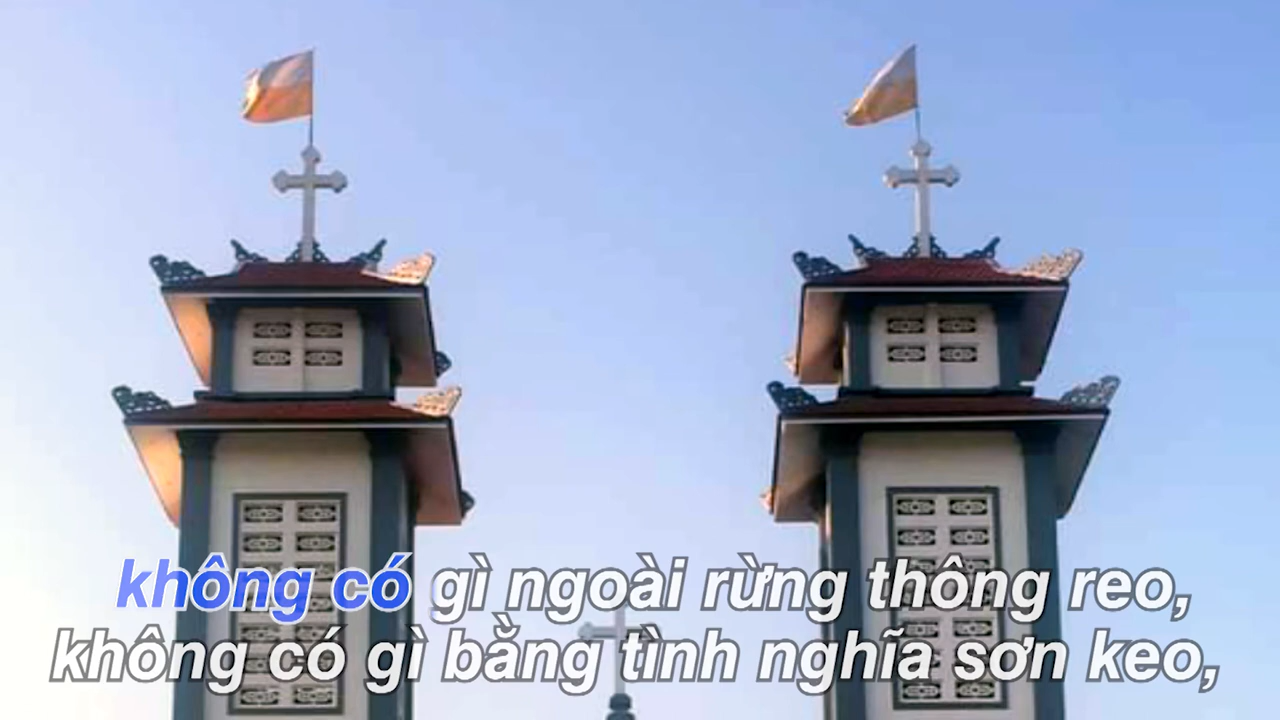 không có gì ngoài rừng thông reo,
không có gì bằng tình nghĩa sơn keo,